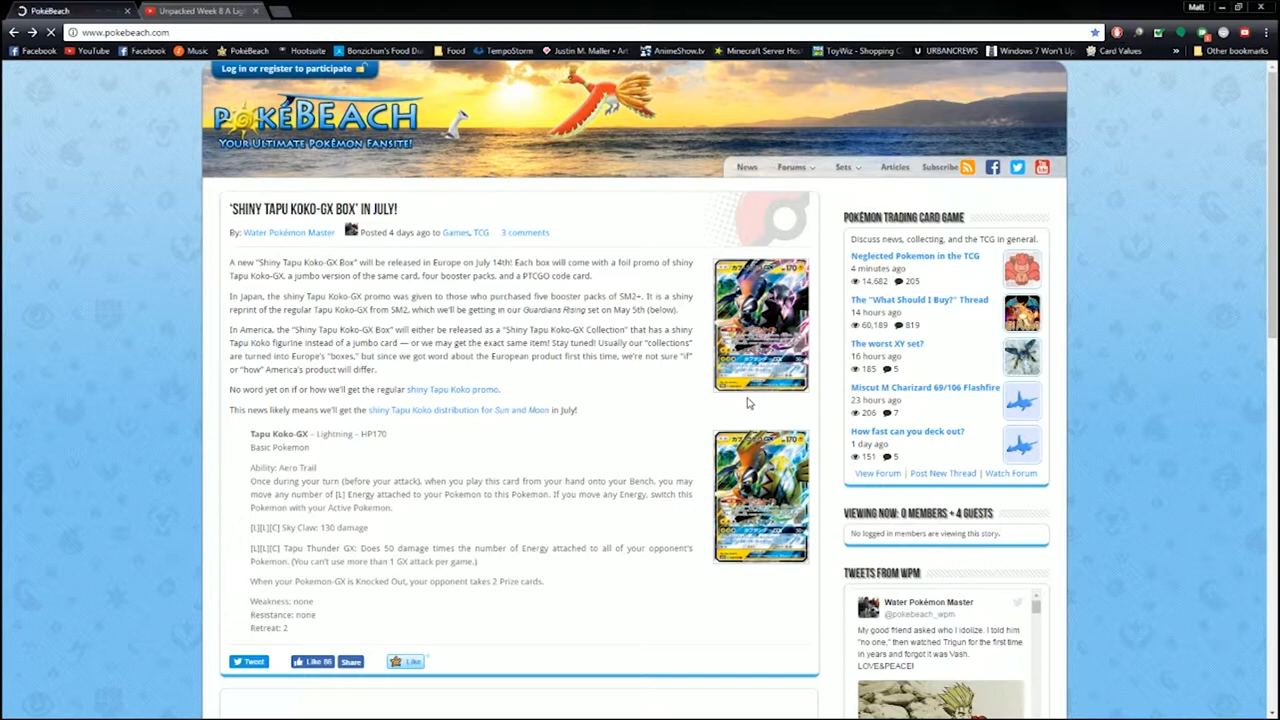 PokéBeach
Unpacked Week 8 A Ligh
Matt
www.pokebeach.com
Facebook
YouTube
Facebook
Music
PokéBeach
Hootsuite
Bonzichun's Food Du
Food
TempoStorm
Justin M. Maller • Art
AnimeShow.tv
Minecraft Server Hos
ToyWiz - Shopping C
URBANCREWS
Windows 7 Won't Up
Card Values
»
Other bookmarks
Log in or register to participate
POKéBEACH
YOUR ULTIMATE POKéMON FANSITE!
News
Forums
Sets
Articles
Subscribe
'SHINY TAPU KOKO-GX BOX' IN JULY!
By: Water Pokémon Master Posted 4 days ago to Games, TCG 3 comments
A new "Shiny Tapu Koko-GX Box" will be released in Europe on July 14th! Each box will come with a foil promo of shiny
Tapu Koko-GX, a jumbo version of the same card, four booster packs, and a PTCGO code card.
In Japan, the shiny Tapu Koko-GX promo was given to those who purchased five booster packs of SM2+. It is a shiny
reprint of the regular Tapu Koko-GX from SM2, which we'll be getting in our Guardians Rising set on May 5th (below).
In America, the "Shiny Tapu Koko-GX Box" will either be released as a "Shiny Tapu Koko-GX Collection" that has a shiny
Tapu Koko figurine instead of a jumbo card — or we may get the exact same item! Stay tuned! Usually our "collections"
are turned into Europe's "boxes," but since we got word about the European product first this time, we're not sure "if"
or "how" America's product will differ.
No word yet on if or how we'll get the regular shiny Tapu Koko promo.
This news likely means we'll get the shiny Tapu Koko distribution for Sun and Moon in July!
Tapu Koko-GX – Lightning – HP170
Basic Pokemon
Ability: Aero Trail
Once during your turn (before your attack), when you play this card from your hand onto your Bench, you may
move any number of [L] Energy attached to your Pokemon to this Pokemon. If you move any Energy, switch this
Pokemon with your Active Pokemon.
[L][L][C] Sky Claw: 130 damage
[L][L][C] Tapu Thunder GX: Does 50 damage times the number of Energy attached to all of your opponent's
Pokemon. (You can't use more than 1 GX attack per game.)
When your Pokemon-GX is Knocked Out, your opponent takes 2 Prize cards.
Weakness: none
Resistance: none
Retreat: 2
Tweet
Like 86
Share
Like
POKÉMON TRADING CARD GAME
Discuss news, collecting, and the TCG in general.
Neglected Pokemon in the TCG
4 minutes ago
14,682 205
The "What Should I Buy?" Thread
14 hours ago
60,189 819
The worst XY set?
16 hours ago
185 5
Miscut M Charizard 69/106 Flashfire
23 hours ago
206 7
How fast can you deck out?
1 day ago
151 5
View Forum | Post New Thread | Watch Forum
VIEWING NOW: 0 MEMBERS + 4 GUESTS
No logged in members are viewing this story.
TWEETS FROM WPM
Water Pokémon Master
@pokebeach_wpm
My good friend asked who I idolize. I told him
"no one," then watched Trigun for the first time
in years and forgot it was Vash.
LOVE&PEACE!